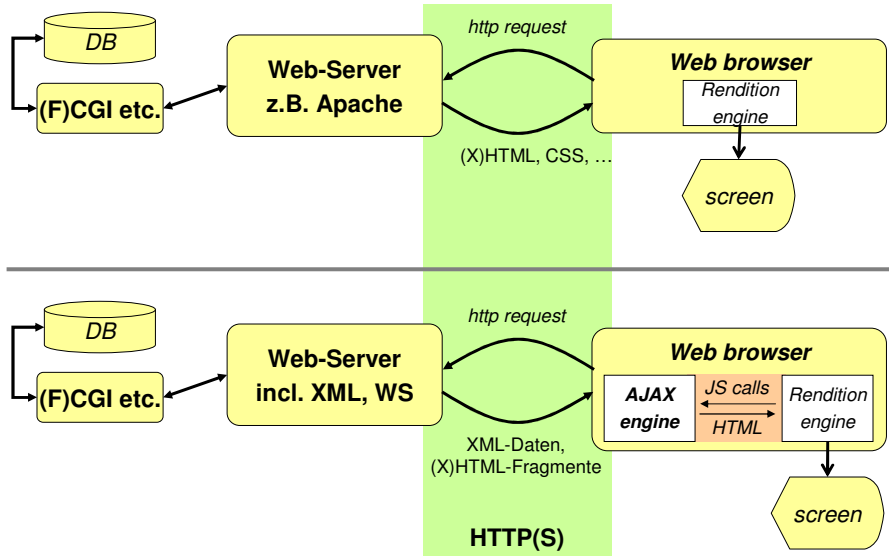 DB
(F)CGI etc.
Web-Server
z.B. Apache
http request
(X)HTML, CSS, …
Web browser
Rendition
engine
screen
DB
(F)CGI etc.
Web-Server
incl. XML, WS
http request
XML-Daten,
(X)HTML-Fragmente
Web browser
AJAX
engine
JS calls
HTML
Rendition
engine
screen
HTTP(S)